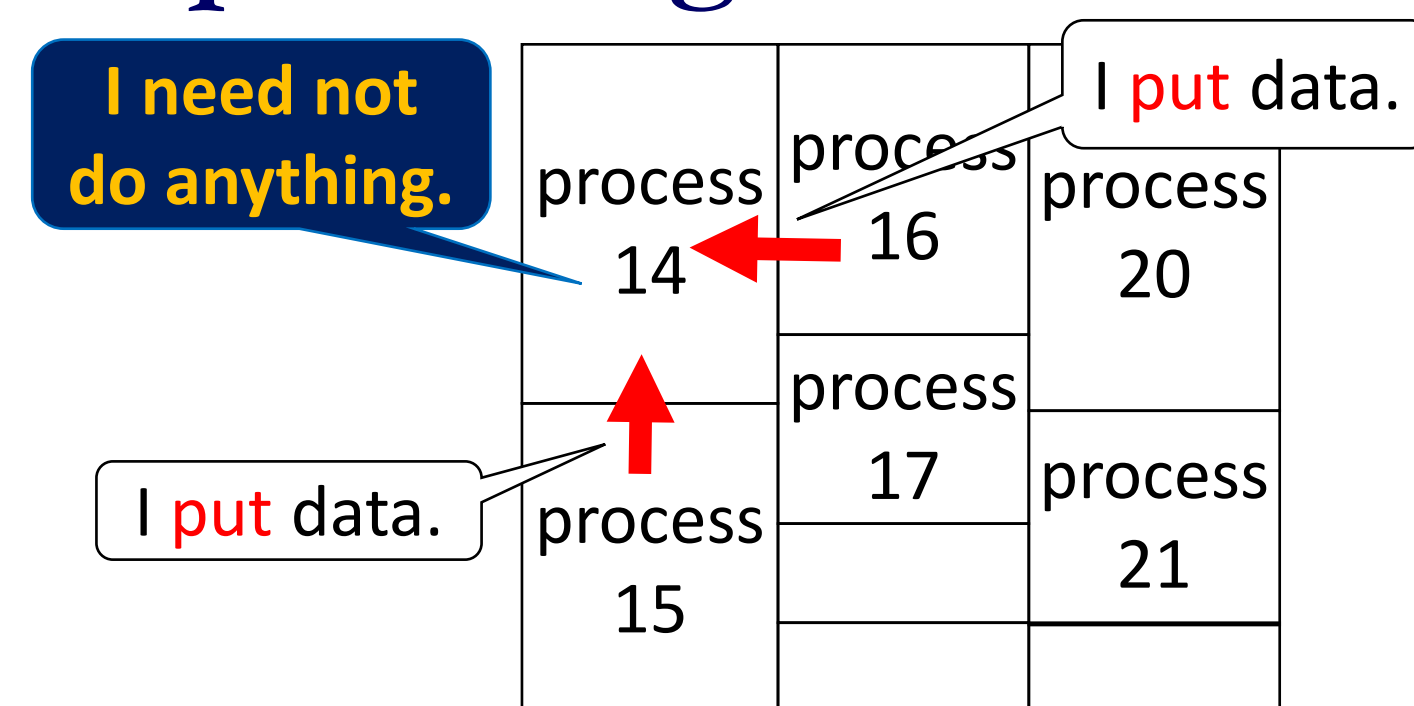 I need not
do anything.
I put data.
process
14
process
16
process
20
process
17
I put data.
process
15
process
21